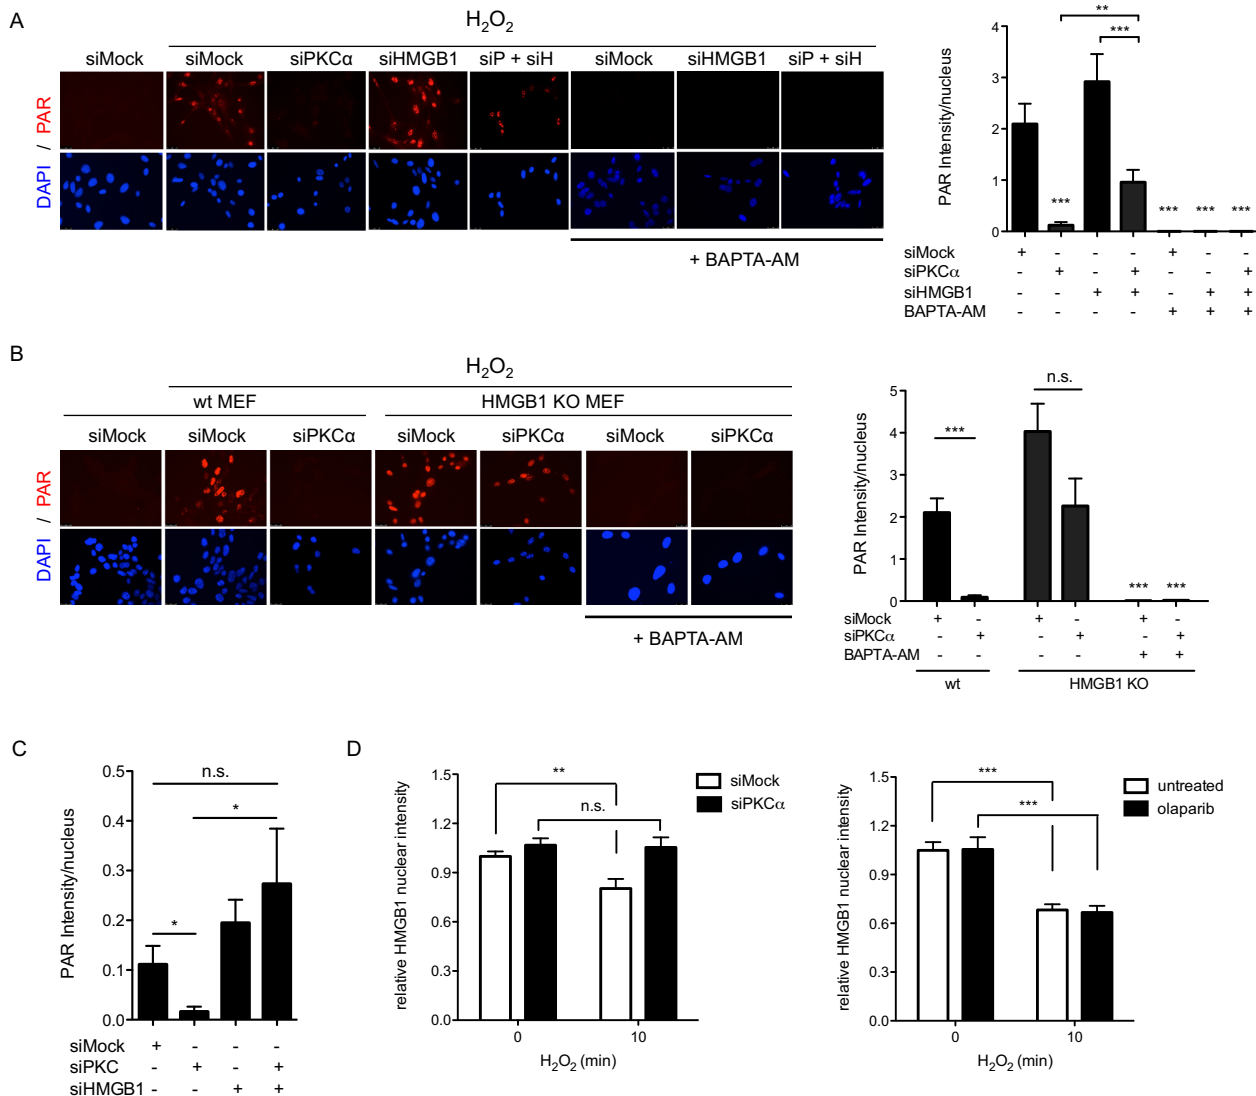 A
H₂O₂
siMock siMock siPKCα siHMGB1 siP + siH siMock siHMGB1 siP + siH
DAPI / PAR
+ BAPTA-AM
** 
***
PAR Intensity/nucleus
4
3
2
1
0
*** *** *** ***
siMock + - - - + - -
siPKCα - + - + - - +
siHMGB1 - - + + - + +
BAPTA-AM - - - - + + +
B
H₂O₂
wt MEF HMGB1 KO MEF
siMock siMock siPKCα siMock siPKCα siMock siPKCα
DAPI / PAR
+ BAPTA-AM
n.s.
***
PAR Intensity/nucleus
5
4
3
2
1
0
*** ***
siMock + - + - + -
siPKCα - + - + - +
BAPTA-AM - - - - + +
wt HMGB1 KO
C
PAR Intensity/nucleus
0.5
0.4
0.3
0.2
0.1
0.0
n.s.
*
*
siMock + - - -
siPKC - + - +
siHMGB1 - - + +
D
relative HMGB1 nuclear intensity
1.5
1.2
0.9
0.6
0.3
0.0
**
n.s.
siMock
siPKCα
0 10
H₂O₂ (min)
relative HMGB1 nuclear intensity
1.5
1.2
0.9
0.6
0.3
0.0
***
***
untreated
olaparib
0 10
H₂O₂ (min)